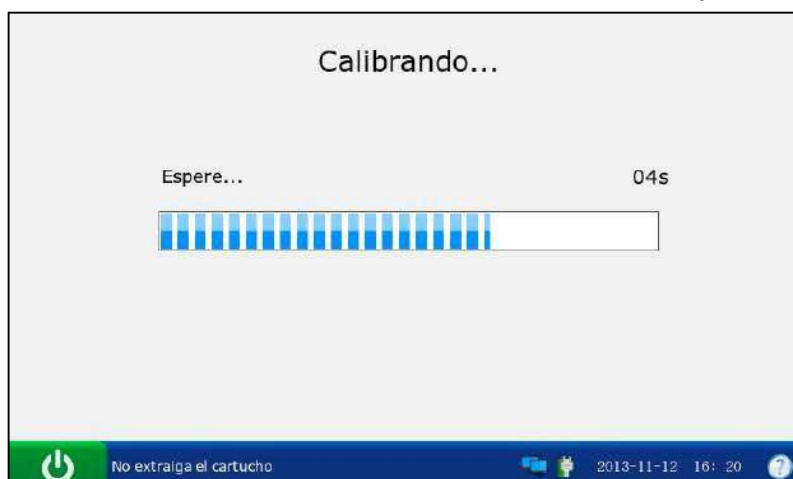 Calibrando...
Espere... 04s
No extraiga el cartucho 2013-11-12 16: 20